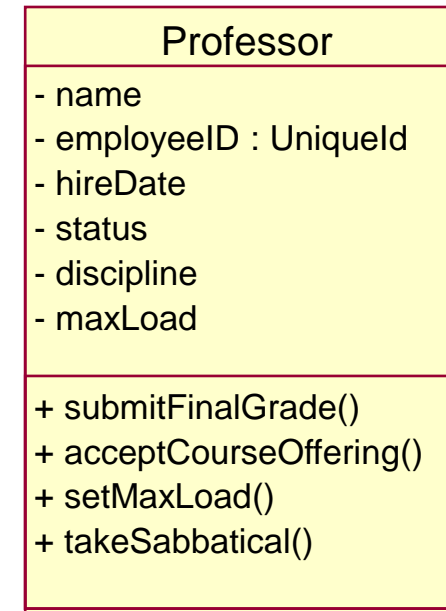 Professor
- name
- employeeID : UniqueId
- hireDate
- status
- discipline
- maxLoad
+ submitFinalGrade()
+ acceptCourseOffering()
+ setMaxLoad()
+ takeSabbatical()